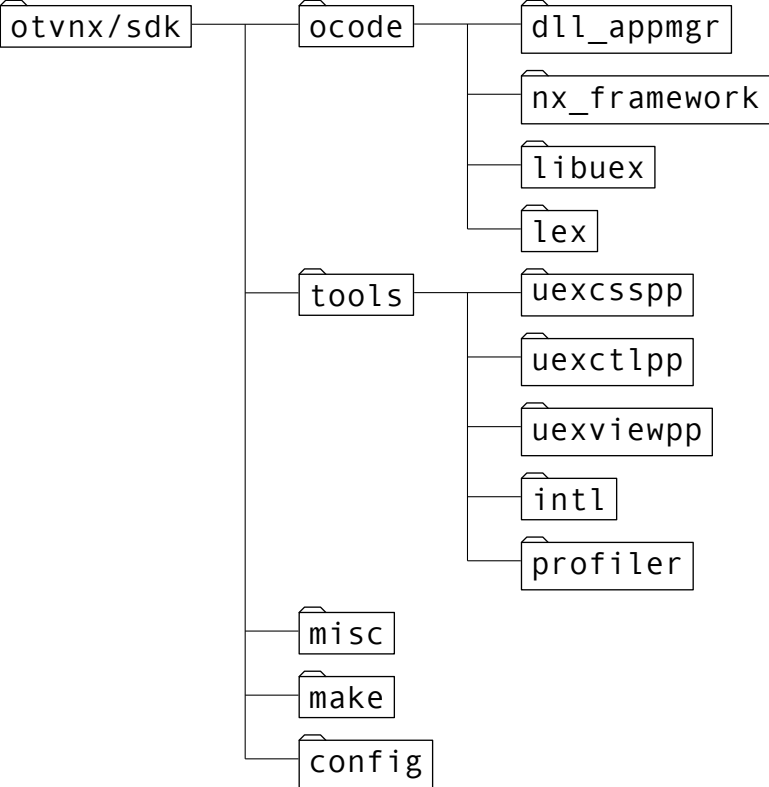 otvnx/sdk
ocode
dll_appmgr
nx_framework
libuex
lex
tools
uexcsspp
uexctlpp
uexviewpp
intl
profiler
misc
make
config